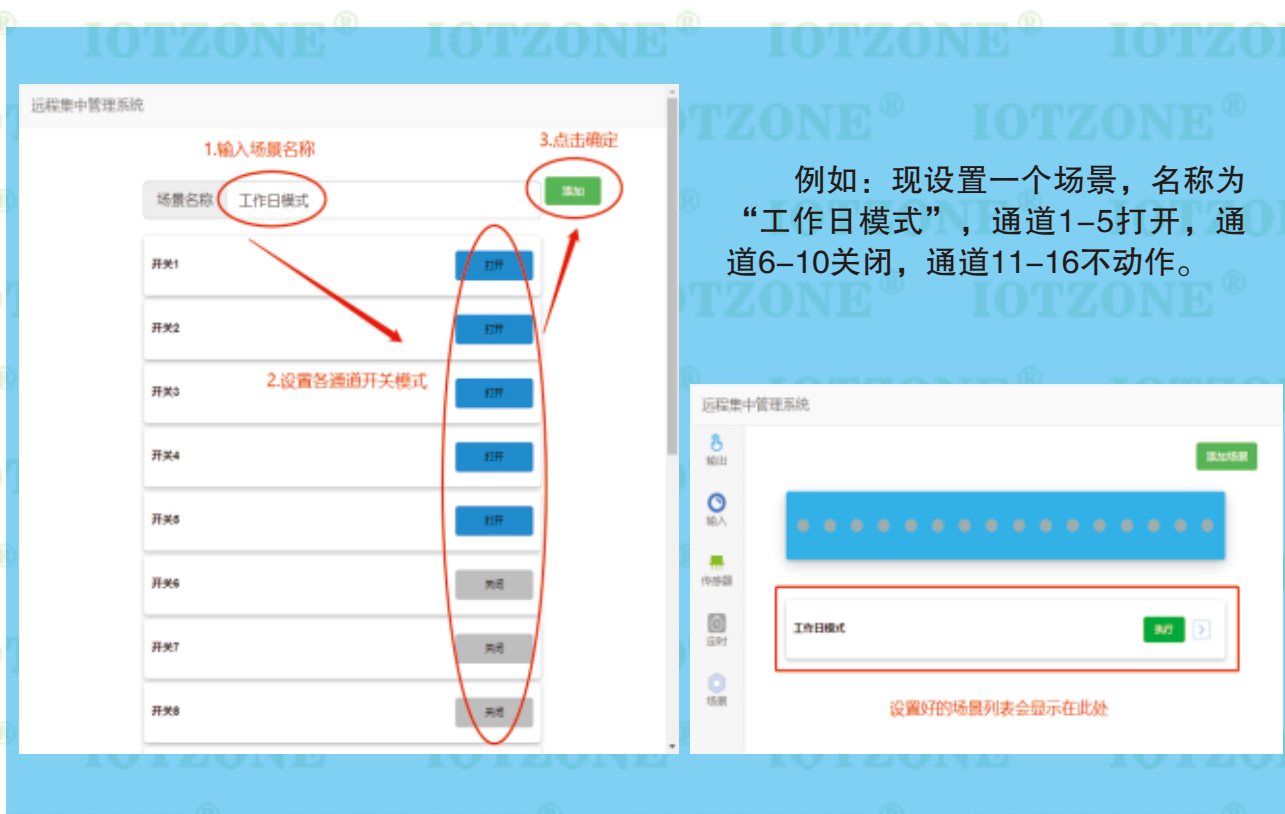 IOTZONE® IOTZONE® IOTZONE® IOTZO
远程集中管理系统
1.输入场景名称
3.点击确定
场景名称 工作日模式 添加
开关1 打开
开关2 打开
2.设置各通道开关模式
开关3 打开
开关4 打开
开关5 打开
开关6 关闭
开关7 关闭
开关8 关闭
TZONE® IOTZONE®
例如：现设置一个场景，名称为
“工作日模式”，通道1-5打开，通
道6-10关闭，通道11-16不动作。
TZONE® IOTZONE®
远程集中管理系统
输出
添加场景
输入
传感器
定时
场景
工作日模式 执行
设置好的场景列表会显示在此处